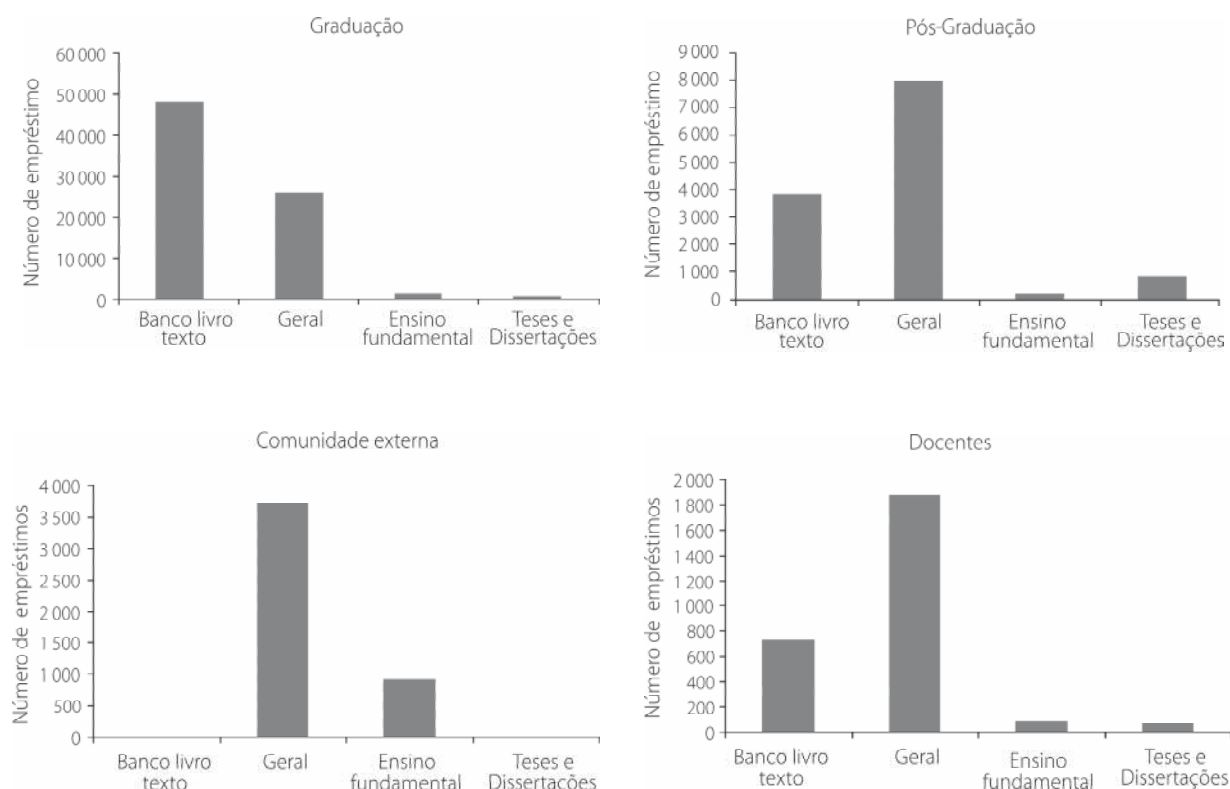 Graduação
Número de empréstimo
60 000
50 000
40 000
30 000
20 000
10 000
0
Banco livro
texto
Geral
Ensino
fundamental
Teses e
Dissertações
Pós-Graduação
Número de empréstimo
9 000
8 000
7 000
6 000
5 000
4 000
3 000
2 000
1 000
0
Banco livro
texto
Geral
Ensino
fundamental
Teses e
Dissertações
Comunidade externa
Número de empréstimos
4 000
3 500
3 000
2 500
2 000
1 500
1 000
500
0
Banco livro
texto
Geral
Ensino
fundamental
Teses e
Dissertações
Docentes
Número de empréstimos
2 000
1 800
1 600
1 400
1 200
1 000
800
600
400
200
0
Banco livro
texto
Geral
Ensino
fundamental
Teses e
Dissertações